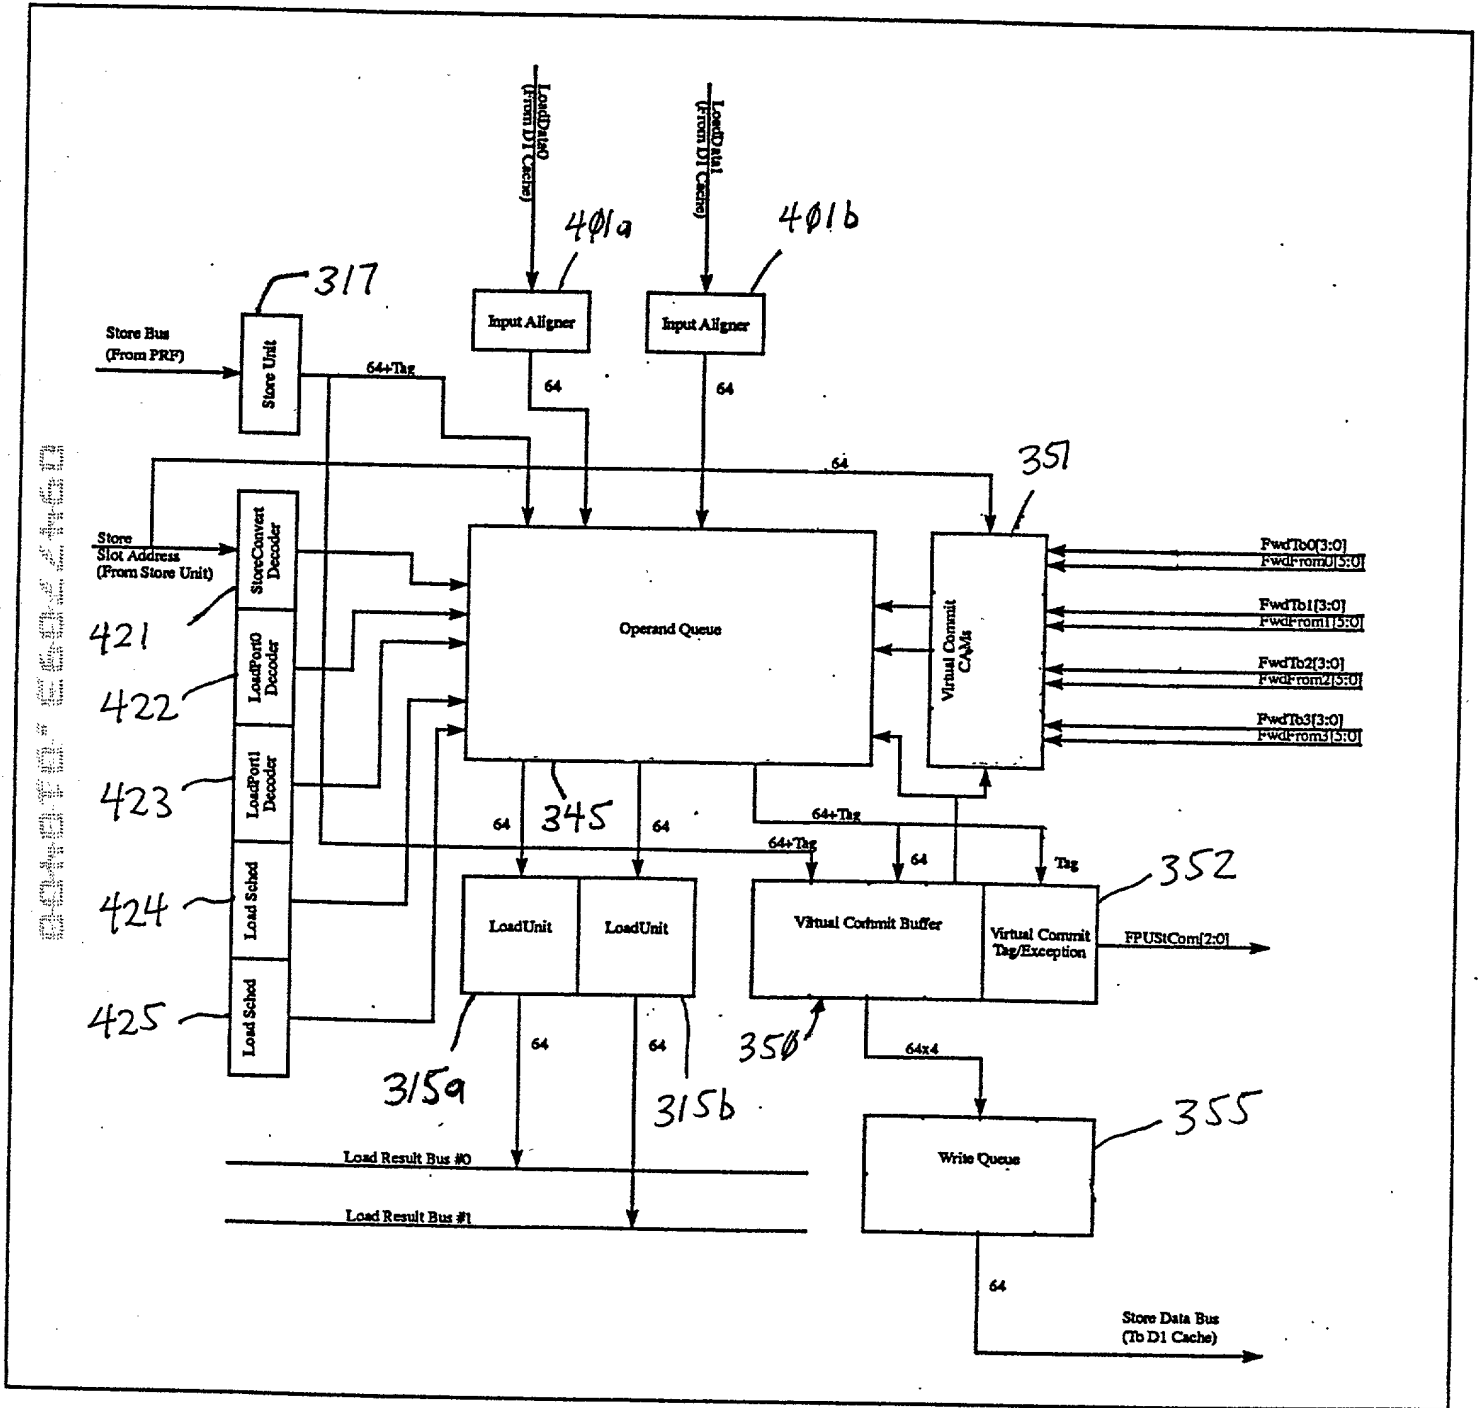 LoadData0
(From D1 Cache)
LoadData1
(From D1 Cache)
401a
401b
317
Input Aligner
Input Aligner
Store Bus
(From PRF)
Store Unit
64+Tag
64
64
64
351
Store
Slot Address
(From Store Unit)
StoreConvert
Decoder
421
LoadPort0
Decoder
422
LoadPort1
Decoder
423
Load Sched
424
Load Sched
425
Operand Queue
345
Virtual Commit
CAMs
FwdTo0[3:0]
FwdFrom0[5:0]
FwdTo1[3:0]
FwdFrom1[5:0]
FwdTo2[3:0]
FwdFrom2[5:0]
FwdTo3[3:0]
FwdFrom3[5:0]
64
64
64+Tag
64+Tag
64
Tag
352
LoadUnit
LoadUnit
Virtual Commit Buffer
Virtual Commit
Tag/Exception
FPUStCom[2:0]
315a
64
64
315b
350
64x4
355
Write Queue
Load Result Bus #0
Load Result Bus #1
64
Store Data Bus
(To D1 Cache)